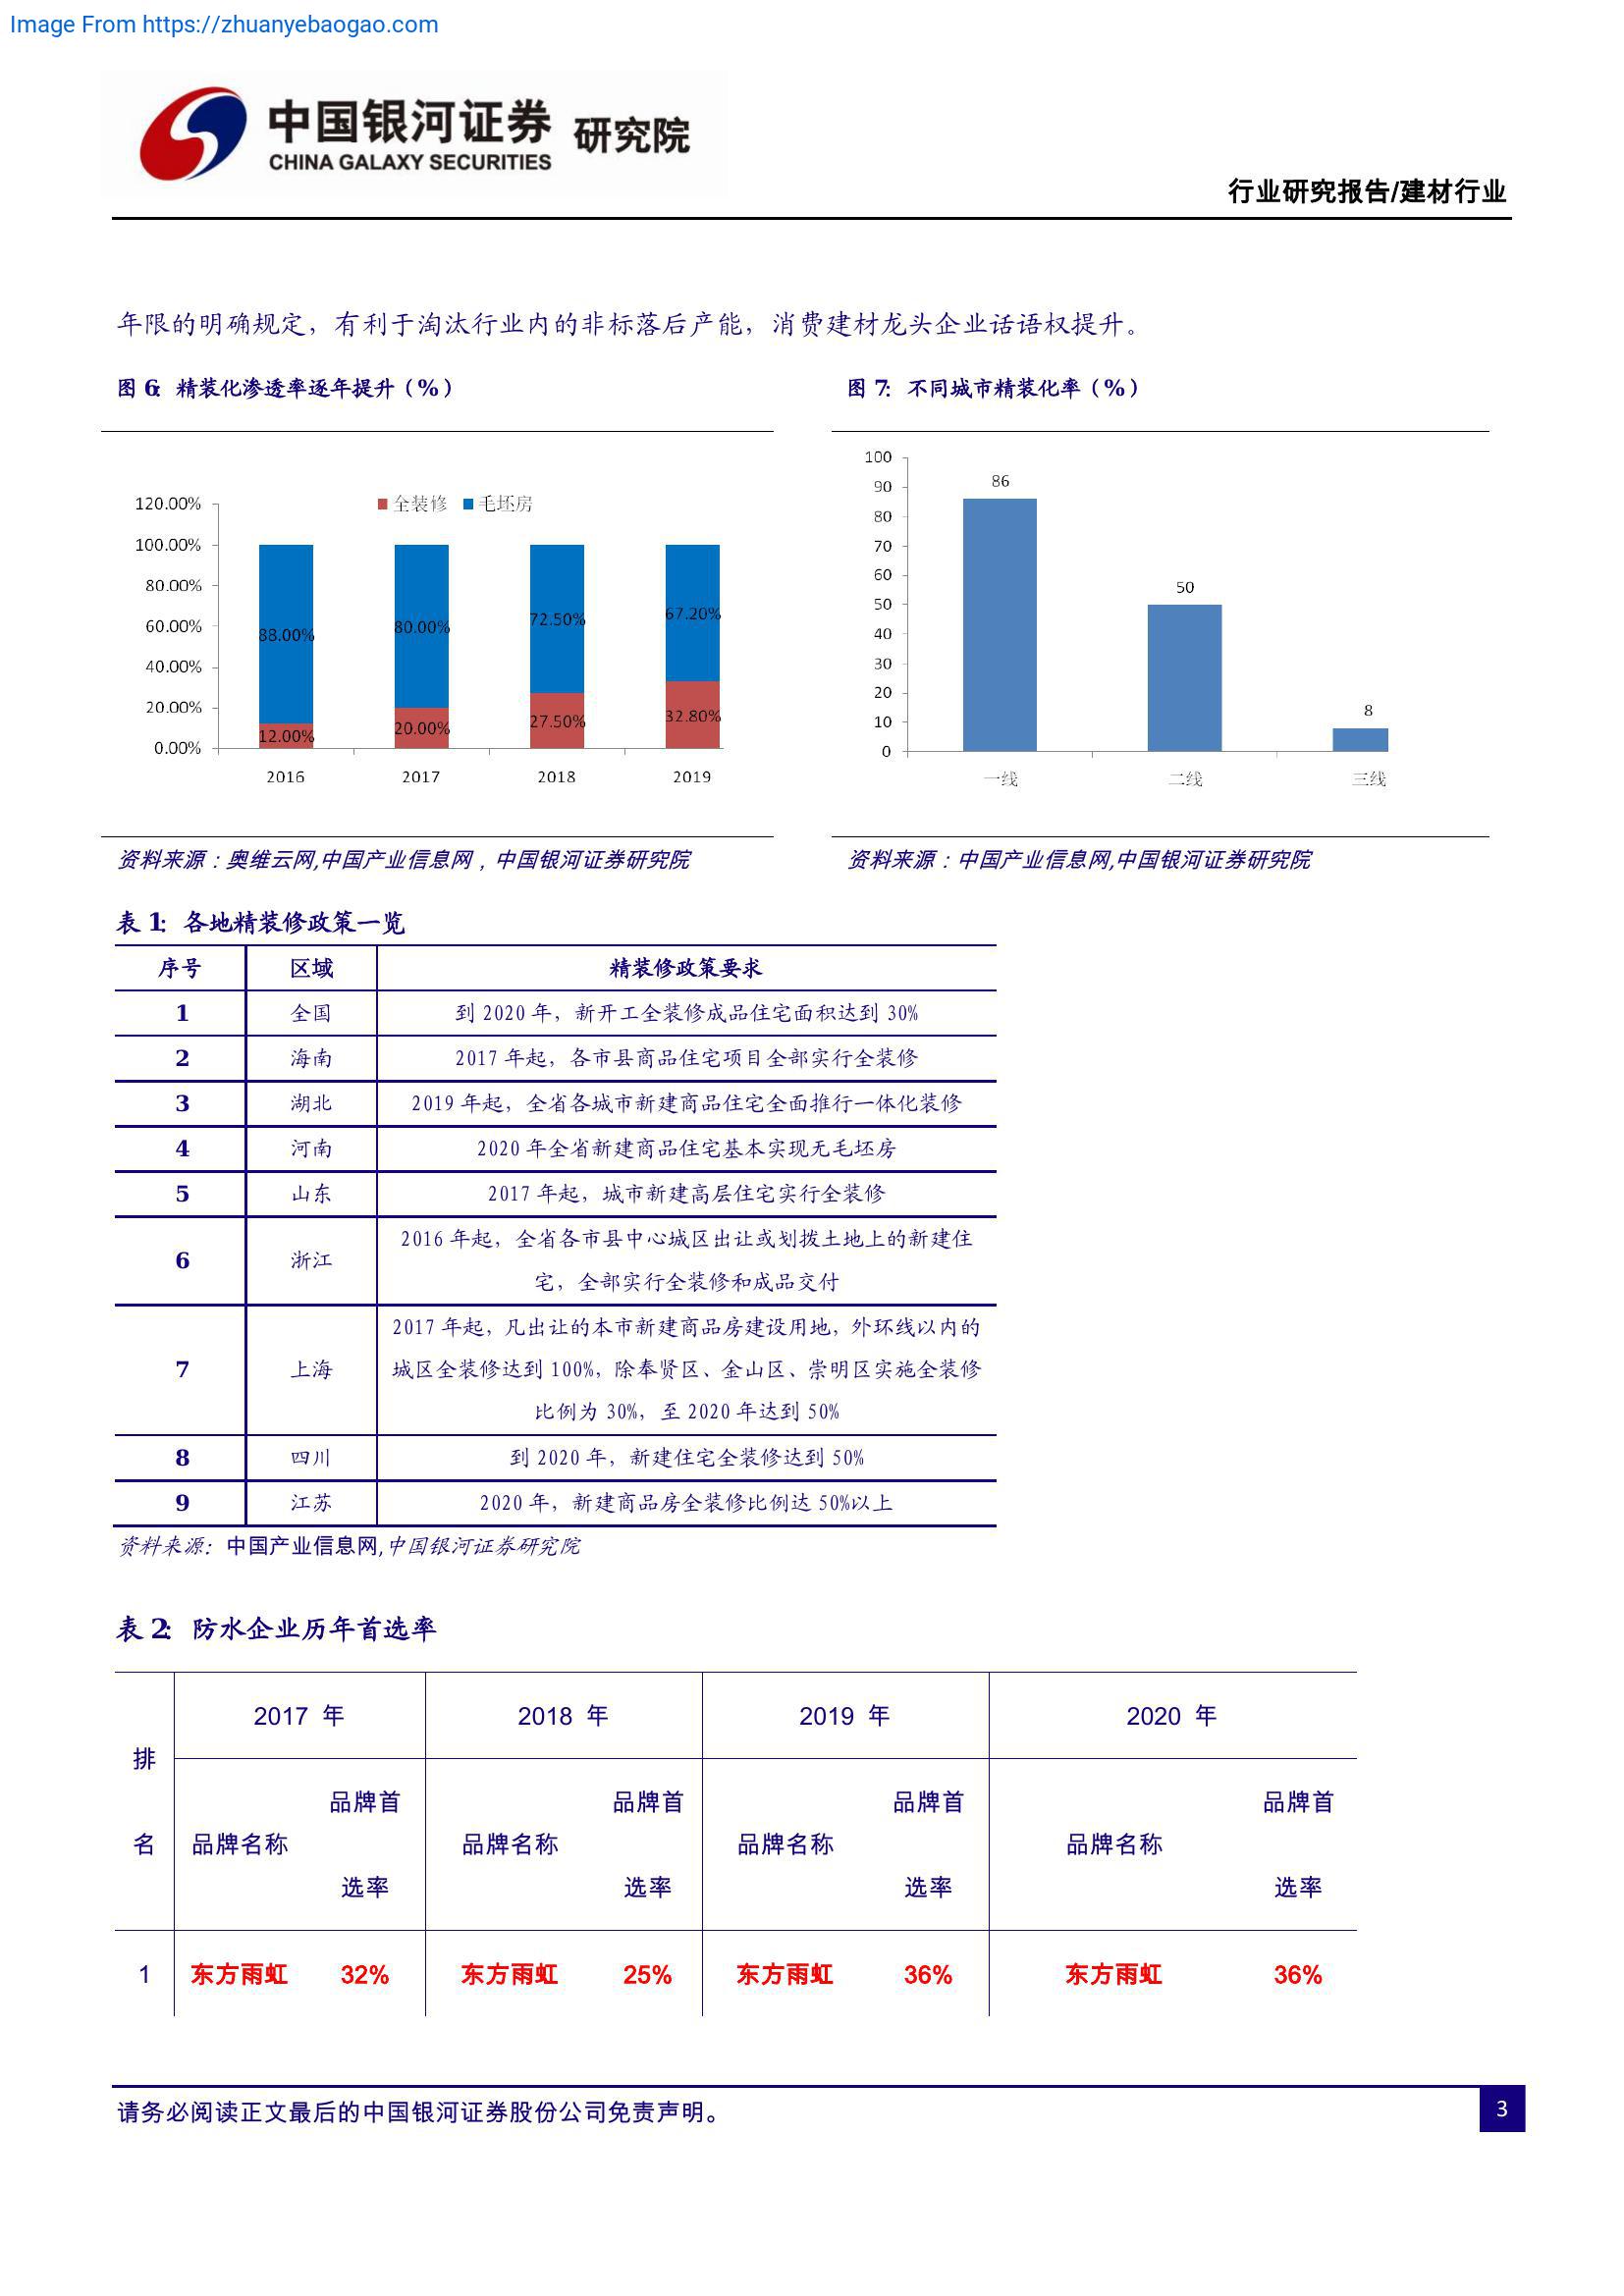 Image From https://zhuanyebaogao.com
中国银河证券 研究院
CHINA GALAXY SECURITIES
行业研究报告/建材行业
年限的明确规定，有利于淘汰行业内的非标落后产能，消费建材龙头企业话语权提升。
图 6：精装化渗透率逐年提升（%）
全装修 毛坯房
120.00%
100.00%
80.00%
60.00%
40.00%
20.00%
0.00%
88.00% 80.00% 72.50% 67.20%
12.00% 20.00% 27.50% 32.80%
2016 2017 2018 2019
资料来源：奥维云网,中国产业信息网，中国银河证券研究院
图 7：不同城市精装化率（%）
100
90
80
70
60
50
40
30
20
10
0
86 50 8
一线 二线 三线
资料来源：中国产业信息网,中国银河证券研究院
表 1：各地精装修政策一览
序号 区域 精装修政策要求
1 全国 到 2020 年，新开工全装修成品住宅面积达到 30%
2 海南 2017 年起，各市县商品住宅项目全部实行全装修
3 湖北 2019 年起，全省各城市新建商品住宅全面推行一体化装修
4 河南 2020 年全省新建商品住宅基本实现无毛坯房
5 山东 2017 年起，城市新建高层住宅实行全装修
6 浙江 2016 年起，全省各市县中心城区出让或划拨土地上的新建住
宅，全部实行全装修和成品交付
7 上海 2017 年起，凡出让的本市新建商品房建设用地，外环线以内的
城区全装修达到 100%，除奉贤区、金山区、崇明区实施全装修
比例为 30%，至 2020 年达到 50%
8 四川 到 2020 年，新建住宅全装修达到 50%
9 江苏 2020 年，新建商品房全装修比例达 50%以上
资料来源：中国产业信息网,中国银河证券研究院
表 2：防水企业历年首选率
排名 2017 年 2018 年 2019 年 2020 年
品牌名称 品牌首选率 品牌名称 品牌首选率 品牌名称 品牌首选率 品牌名称 品牌首选率
1 东方雨虹 32% 东方雨虹 25% 东方雨虹 36% 东方雨虹 36%
请务必阅读正文最后的中国银河证券股份公司免责声明。
3